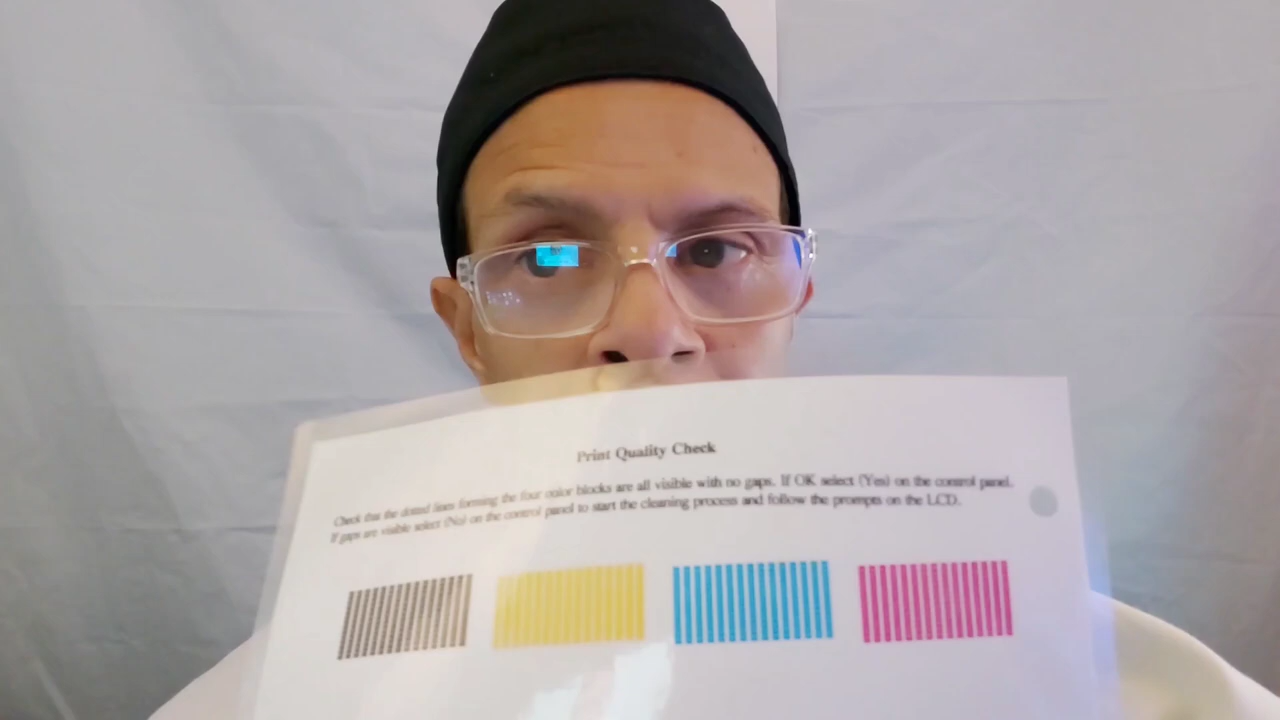 Print Quality Check
Check that the dotted lines forming the four color blocks are all visible with no gaps. If OK select (Yes) on the control panel.
If gaps are visible select (No) on the control panel to start the cleaning process and follow the prompts on the LCD.